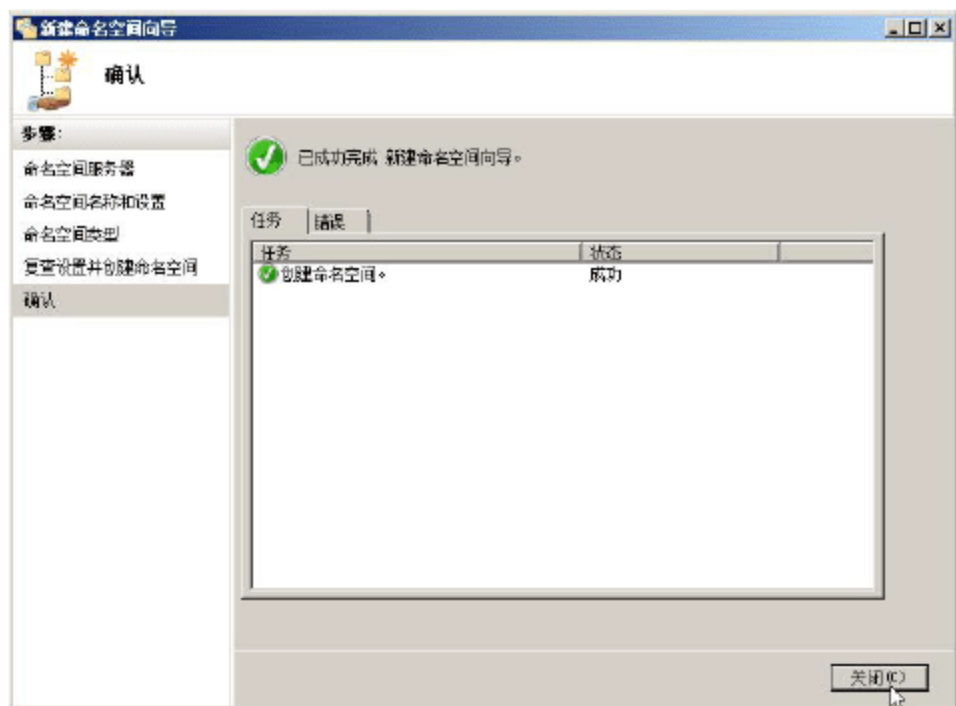 新建命名空间向导
确认
步骤:
命名空间服务器
命名空间名称和设置
命名空间类型
复查设置并创建命名空间
确认
已成功完成 新建命名空间向导。
任务 错误
任务 状态
创建命名空间。 成功
关闭(C)